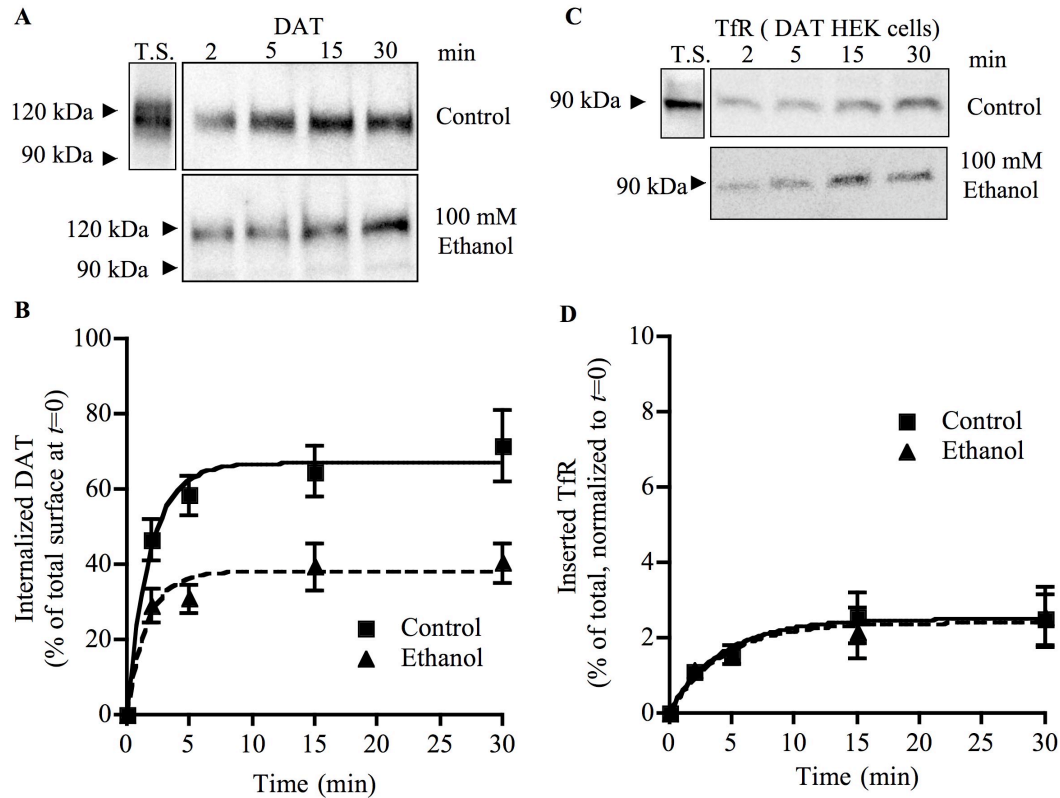 A
DAT
T.S. 2 5 15 30 min
120 kDa
90 kDa
Control
120 kDa
90 kDa
100 mM
Ethanol
C
TfR ( DAT HEK cells)
T.S. 2 5 15 30 min
90 kDa
Control
90 kDa
100 mM
Ethanol
B
Internalized DAT
(% of total surface at t=0)
100
80
60
40
20
0
Control
Ethanol
0 5 10 15 20 25 30
Time (min)
D
Inserted TfR
(% of total, normalized to t=0)
10
8
6
4
2
0
Control
Ethanol
0 5 10 15 20 25 30
Time (min)